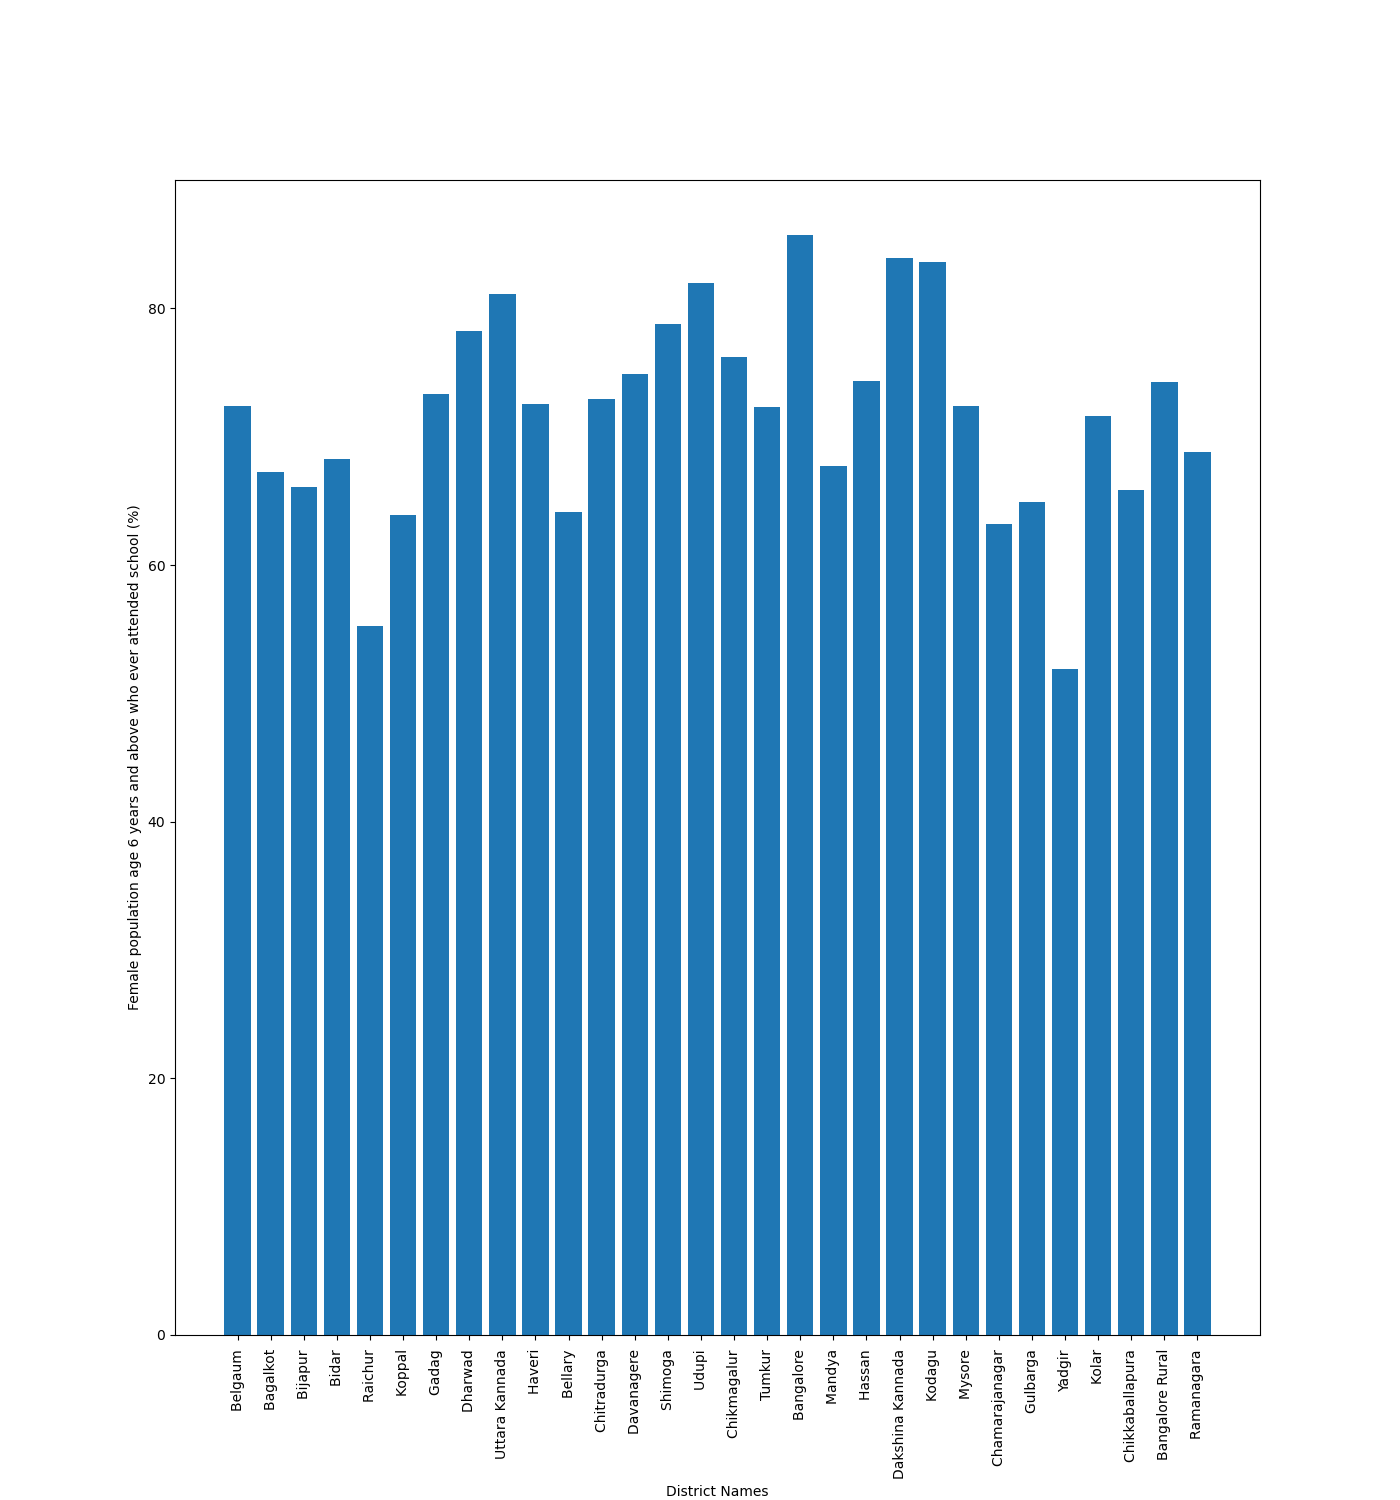 Female population age 6 years and above who ever attended school (%)
80
60
40
20
0
Belgaum
Bagalkot
Bijapur
Bidar
Raichur
Koppal
Gadag
Dharwad
Uttara Kannada
Haveri
Bellary
Chitradurga
Davanagere
Shimoga
Udupi
Chikmagalur
Tumkur
Bangalore
Mandya
Hassan
Dakshina Kannada
Kodagu
Mysore
Chamarajanagar
Gulbarga
Yadgir
Kolar
Chikkaballapura
Bangalore Rural
Ramanagara
District Names